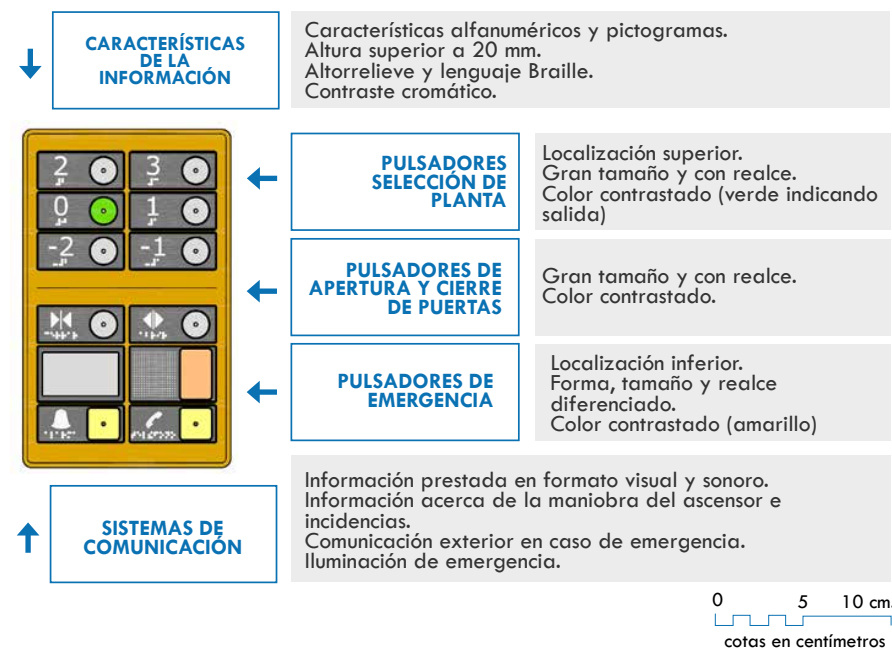 CARACTERÍSTICAS
DE LA
INFORMACIÓN
Características alfanuméricos y pictogramas.
Altura superior a 20 mm.
Altorrelieve y lenguaje Braille.
Contraste cromático.
2 3
0 1
-2 -1
PULSADORES
SELECCIÓN DE
PLANTA
Localización superior.
Gran tamaño y con realce.
Color contrastado (verde indicando
salida)
PULSADORES DE
APERTURA Y CIERRE
DE PUERTAS
Gran tamaño y con realce.
Color contrastado.
PULSADORES DE
EMERGENCIA
Localización inferior.
Forma, tamaño y realce
diferenciado.
Color contrastado (amarillo)
SISTEMAS DE
COMUNICACIÓN
Información prestada en formato visual y sonoro.
Información acerca de la maniobra del ascensor e
incidencias.
Comunicación exterior en caso de emergencia.
Iluminación de emergencia.
0 5 10 cm.
cotas en centímetros